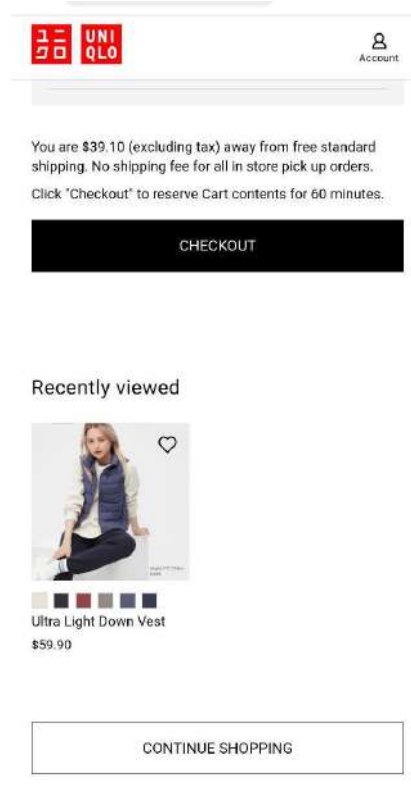 ユニ UNI
クロ QLO
Account
You are $39.10 (excluding tax) away from free standard
shipping. No shipping fee for all in store pick up orders.
Click "Checkout" to reserve Cart contents for 60 minutes.
CHECKOUT
Recently viewed
Ultra Light Down Vest
$59.90
CONTINUE SHOPPING